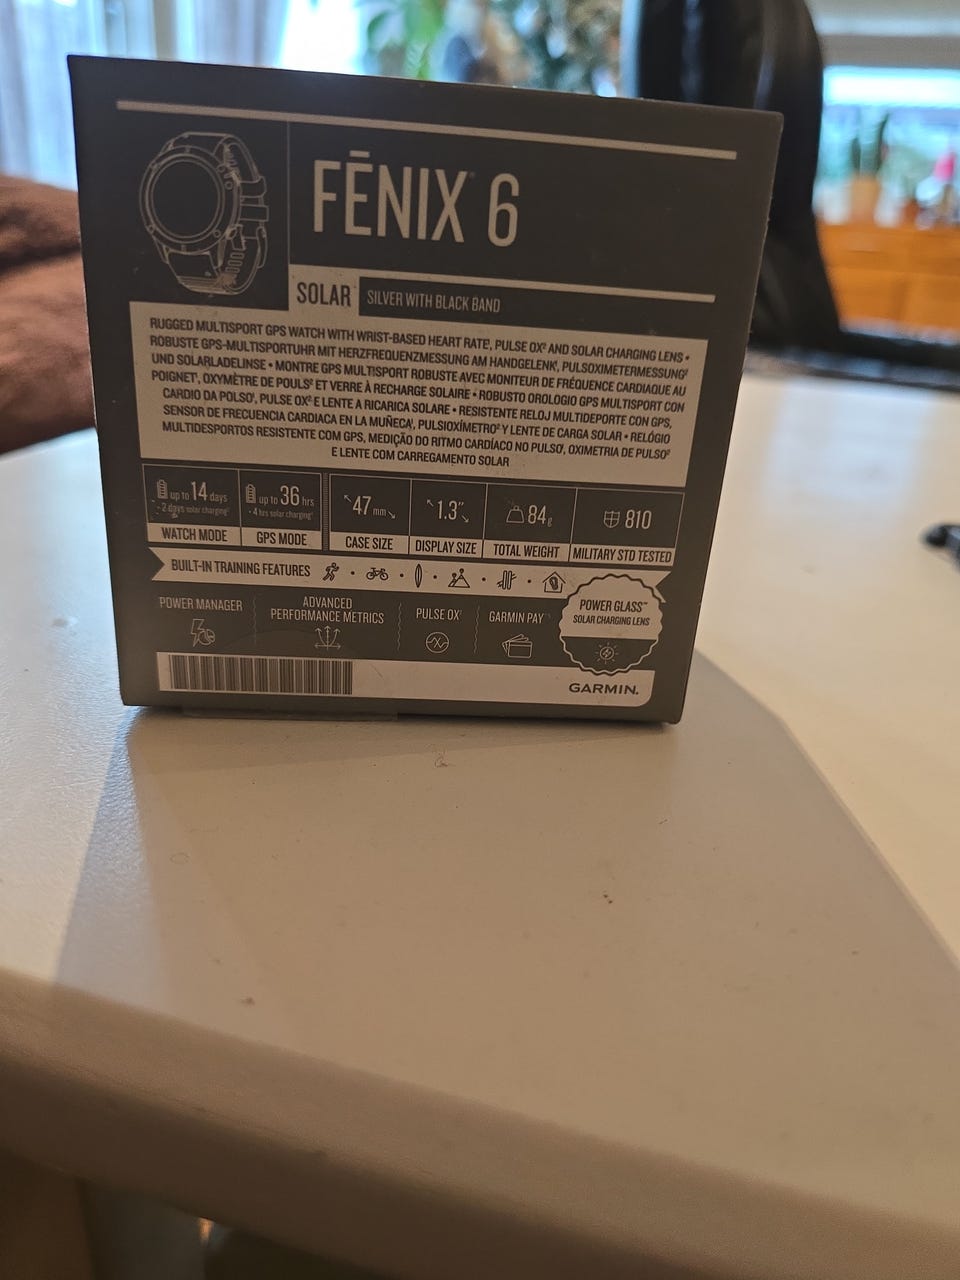 FĒNIX® 6
SOLAR SILVER WITH BLACK BAND
RUGGED MULTISPORT GPS WATCH WITH WRIST-BASED HEART RATE¹, PULSE OX² AND SOLAR CHARGING LENS •
ROBUSTE GPS-MULTISPORTUHR MIT HERZFREQUENZMESSUNG AM HANDGELENK¹, PULSOXIMETERMESSUNG²
UND SOLARLADELINSE • MONTRE GPS MULTISPORT ROBUSTE AVEC MONITEUR DE FRÉQUENCE CARDIAQUE AU
POIGNET¹, OXYMÈTRE DE POULS² ET VERRE À RECHARGE SOLAIRE • ROBUSTO OROLOGIO GPS MULTISPORT CON
CARDIO DA POLSO¹, PULSE OX² E LENTE A RICARICA SOLARE • RESISTENTE RELOJ MULTIDEPORTE CON GPS,
SENSOR DE FRECUENCIA CARDIACA EN LA MUÑECA¹, PULSIOXÍMETRO² Y LENTE DE CARGA SOLAR • RELÓGIO
MULTIDESPORTOS RESISTENTE COM GPS, MEDIÇÃO DO RITMO CARDÍACO NO PULSO¹, OXIMETRIA DE PULSO²
E LENTE COM CARREGAMENTO SOLAR
up to 14 days up to 36 hrs 47 mm 1.3" 84g 810
+ 2 days solar charging + 4 hrs solar charging
WATCH MODE GPS MODE CASE SIZE DISPLAY SIZE TOTAL WEIGHT MILITARY STD TESTED
BUILT-IN TRAINING FEATURES
POWER MANAGER ADVANCED PERFORMANCE METRICS PULSE OX² GARMIN PAY™ POWER GLASS™
SOLAR CHARGING LENS
GARMIN.